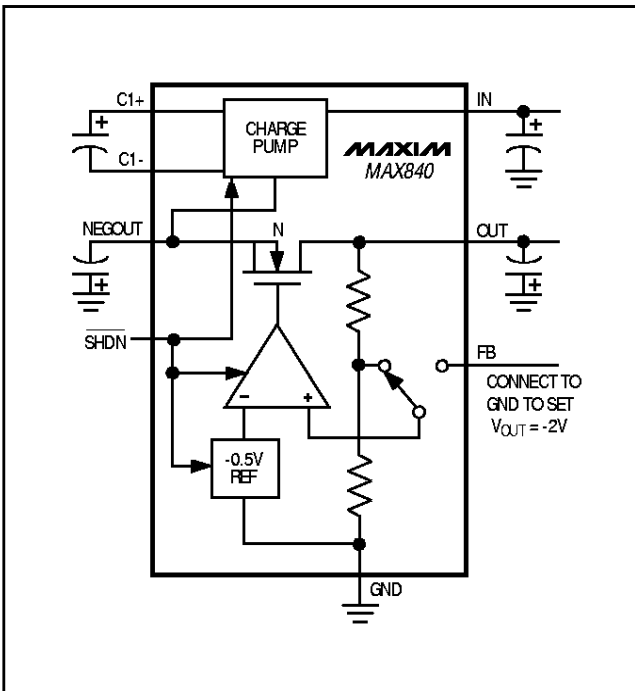 C1+
IN
+
+
CHARGE
PUMP
MAXIM
MAX840
C1-
NEGOUT
N
OUT
+
+
SHDN
FB
CONNECT TO
GND TO SET
VOUT = -2V
-
+
-0.5V
REF
GND